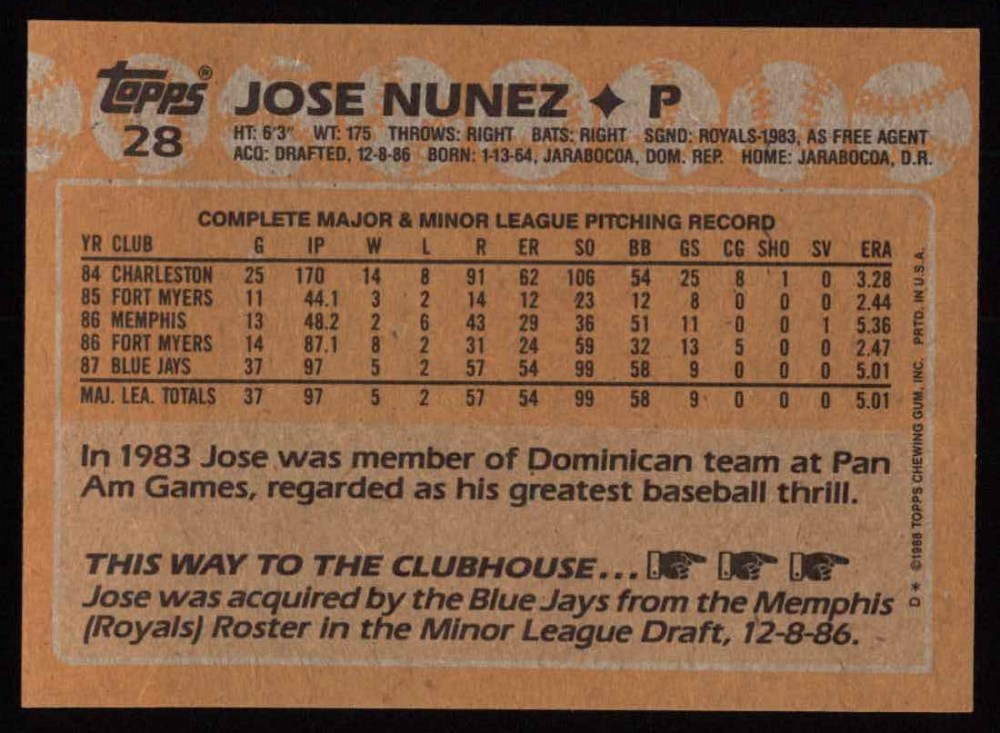 topps® JOSE NUNEZ ✦ P
28 HT: 6'3" WT: 175 THROWS: RIGHT BATS: RIGHT SGND: ROYALS-1983, AS FREE AGENT
ACQ: DRAFTED, 12-8-86 BORN: 1-13-64, JARABOCOA, DOM. REP. HOME: JARABOCOA, D.R.
COMPLETE MAJOR & MINOR LEAGUE PITCHING RECORD
YR CLUB G IP W L R ER SO BB GS CG SHO SV ERA
84 CHARLESTON 25 170 14 8 91 62 106 54 25 8 1 0 3.28
85 FORT MYERS 11 44.1 3 2 14 12 23 12 8 0 0 0 2.44
86 MEMPHIS 13 48.2 2 6 43 29 36 51 11 0 0 1 5.36
86 FORT MYERS 14 87.1 8 2 31 24 59 32 13 5 0 0 2.47
87 BLUE JAYS 37 97 5 2 57 54 99 58 9 0 0 0 5.01
MAJ. LEA. TOTALS 37 97 5 2 57 54 99 58 9 0 0 0 5.01
In 1983 Jose was member of Dominican team at Pan
Am Games, regarded as his greatest baseball thrill.
THIS WAY TO THE CLUBHOUSE...
Jose was acquired by the Blue Jays from the Memphis
(Royals) Roster in the Minor League Draft, 12-8-86.
D* ©1988 TOPPS CHEWING GUM, INC. PRTD. IN U.S.A.